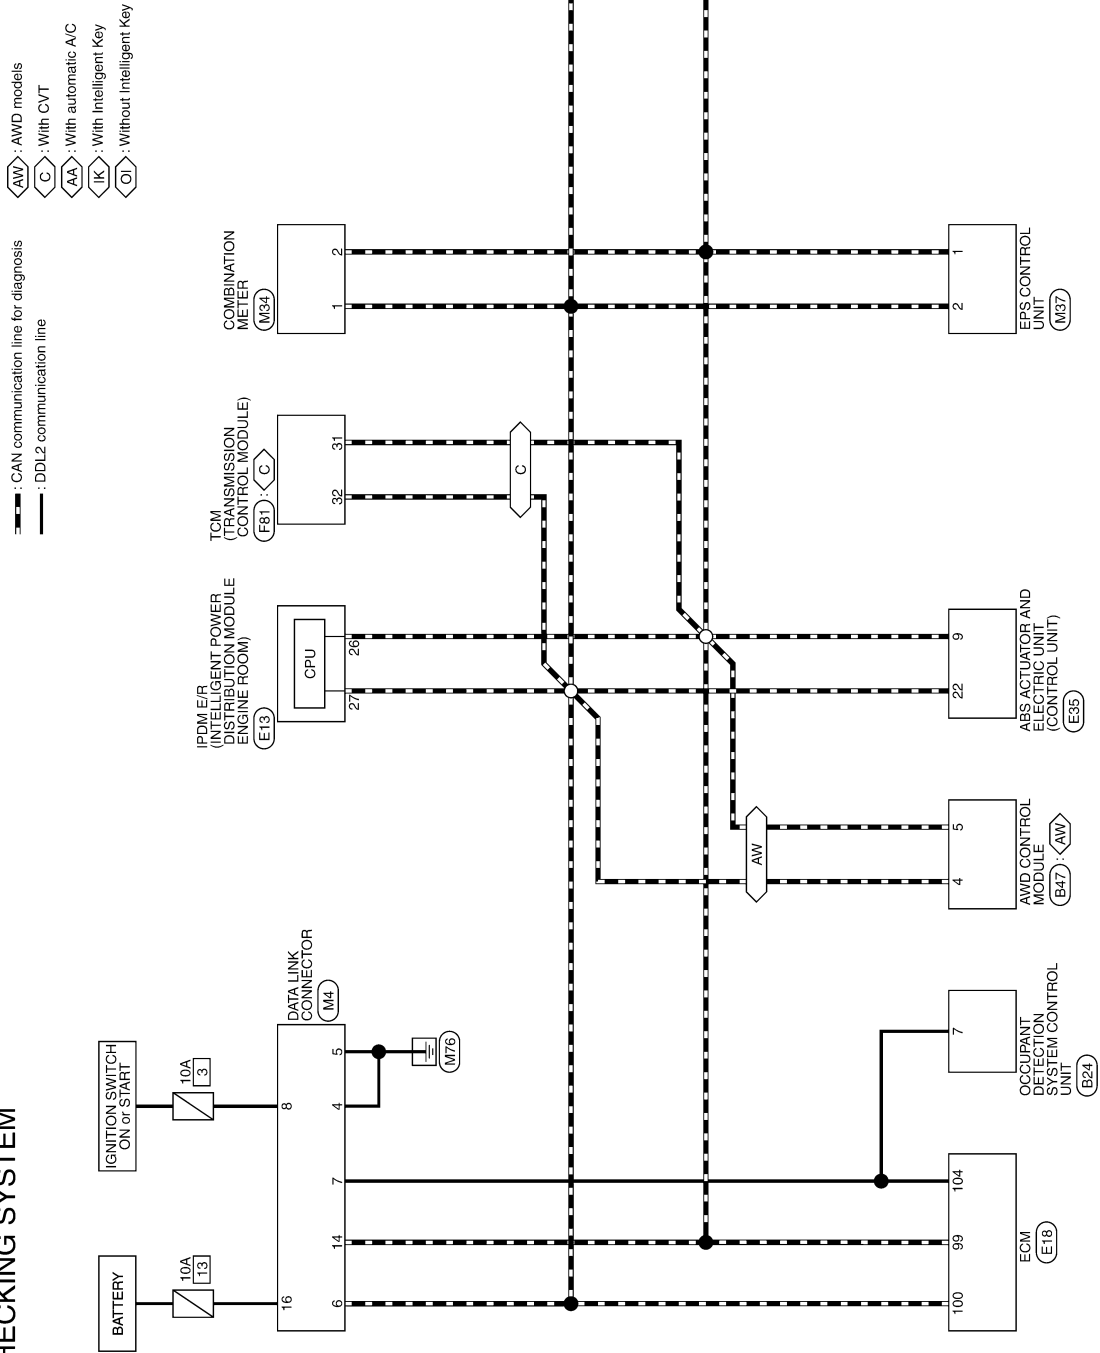 HECKING SYSTEM
: CAN communication line for diagnosis
: DDL2 communication line
AW : AWD models
C : With CVT
AA : With automatic A/C
IK : With Intelligent Key
OI : Without Intelligent Key
BATTERY
IGNITION SWITCH
ON or START
10A
13
10A
3
16
8
DATA LINK
CONNECTOR
M4
6
14
7
4
5
M76
IPDM E/R
(INTELLIGENT POWER
DISTRIBUTION MODULE
ENGINE ROOM)
E13
CPU
27
26
TCM
(TRANSMISSION
CONTROL MODULE)
F81 : C
32
31
COMBINATION
METER
M34
1
2
C
AW
100
99
104
ECM
E18
7
OCCUPANT
DETECTION
SYSTEM CONTROL
UNIT
B24
4
5
AWD CONTROL
MODULE
B47 : AW
22
9
ABS ACTUATOR AND
ELECTRIC UNIT
(CONTROL UNIT)
E35
2
1
EPS CONTROL
UNIT
M37